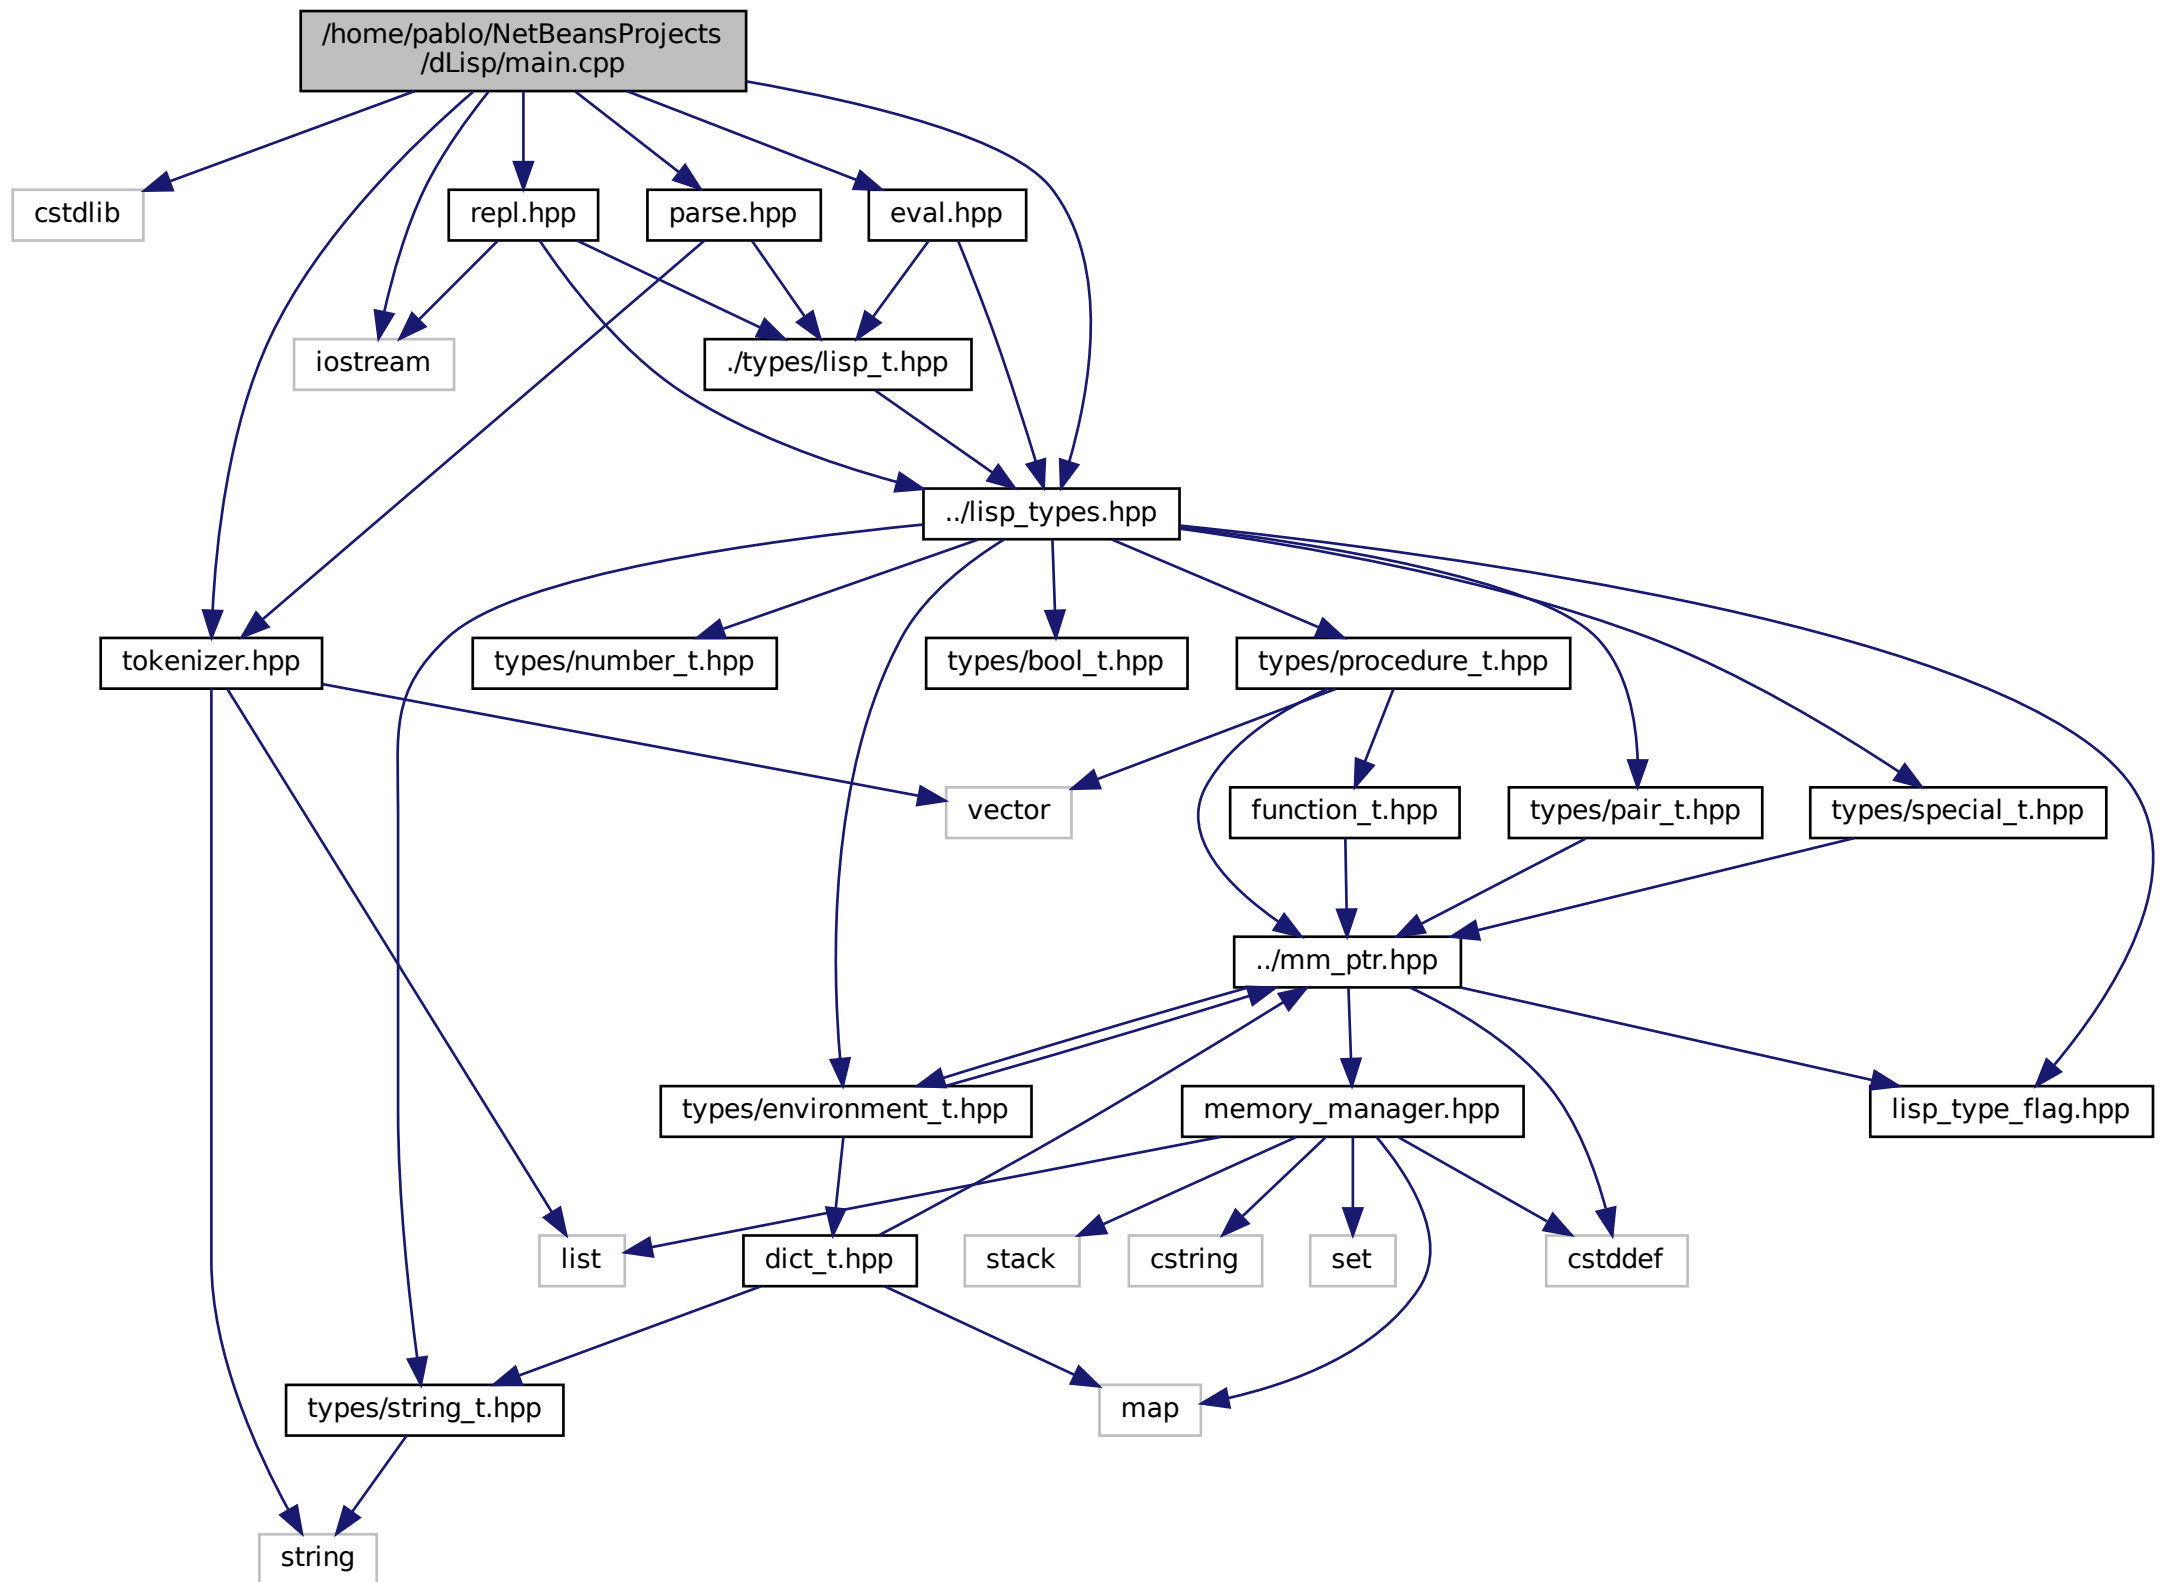 /home/pablo/NetBeansProjects
/dLisp/main.cpp
cstdlib
repl.hpp
parse.hpp
eval.hpp
iostream
./types/lisp_t.hpp
../lisp_types.hpp
tokenizer.hpp
types/number_t.hpp
types/bool_t.hpp
types/procedure_t.hpp
vector
function_t.hpp
types/pair_t.hpp
types/special_t.hpp
../mm_ptr.hpp
types/environment_t.hpp
memory_manager.hpp
lisp_type_flag.hpp
list
dict_t.hpp
stack
cstring
set
cstddef
types/string_t.hpp
map
string